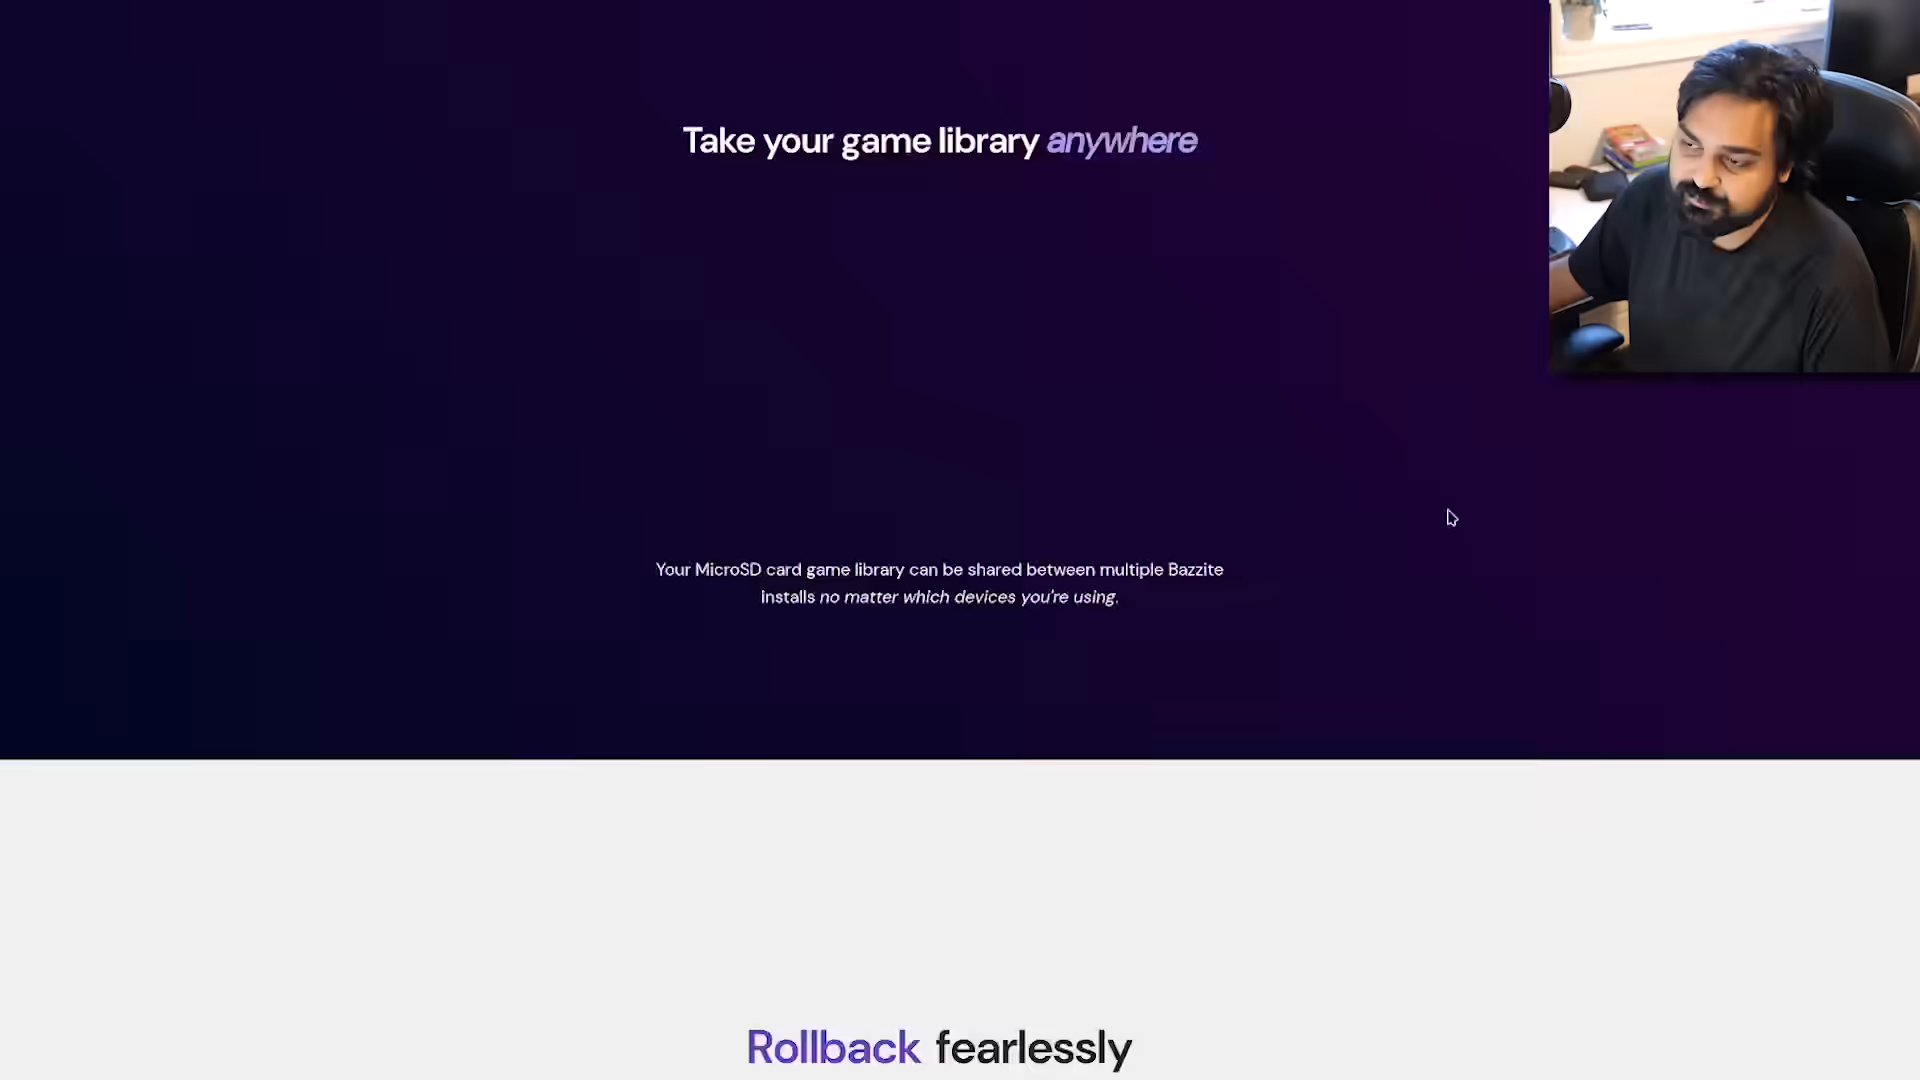 Take your game library anywhere
Your MicroSD card game library can be shared between multiple Bazzite
installs no matter which devices you're using.
Rollback fearlessly